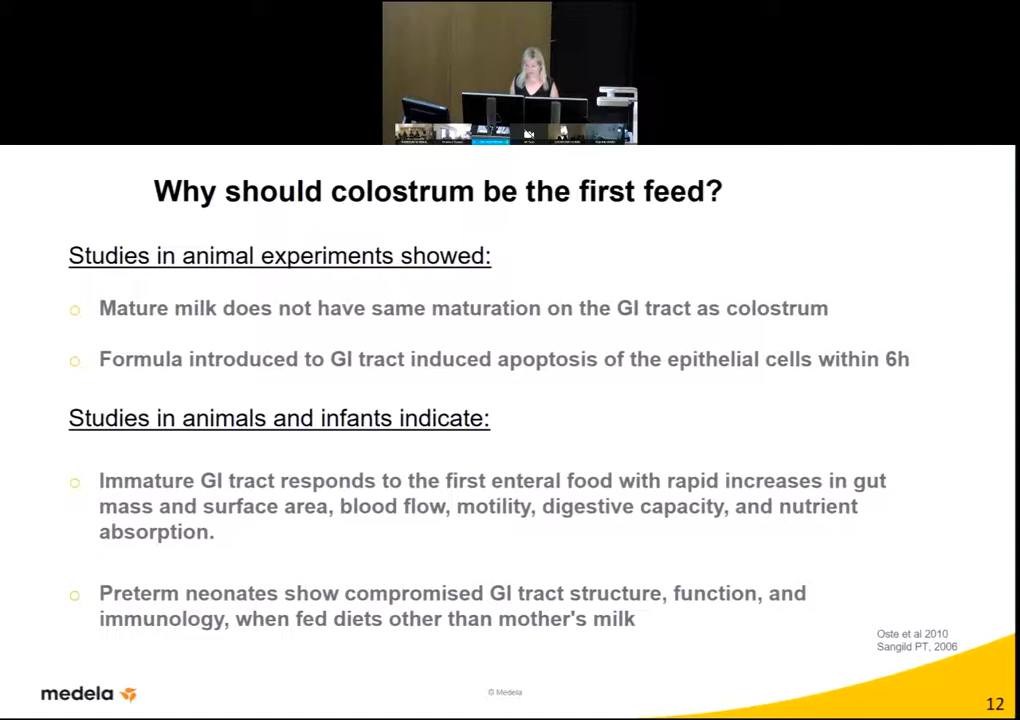 Why should colostrum be the first feed?
Studies in animal experiments showed:
Mature milk does not have same maturation on the GI tract as colostrum
Formula introduced to GI tract induced apoptosis of the epithelial cells within 6h
Studies in animals and infants indicate:
Immature GI tract responds to the first enteral food with rapid increases in gut
mass and surface area, blood flow, motility, digestive capacity, and nutrient
absorption.
Preterm neonates show compromised GI tract structure, function, and
immunology, when fed diets other than mother's milk
Oste et al 2010
Sangild PT, 2006
medela
© Medela
12